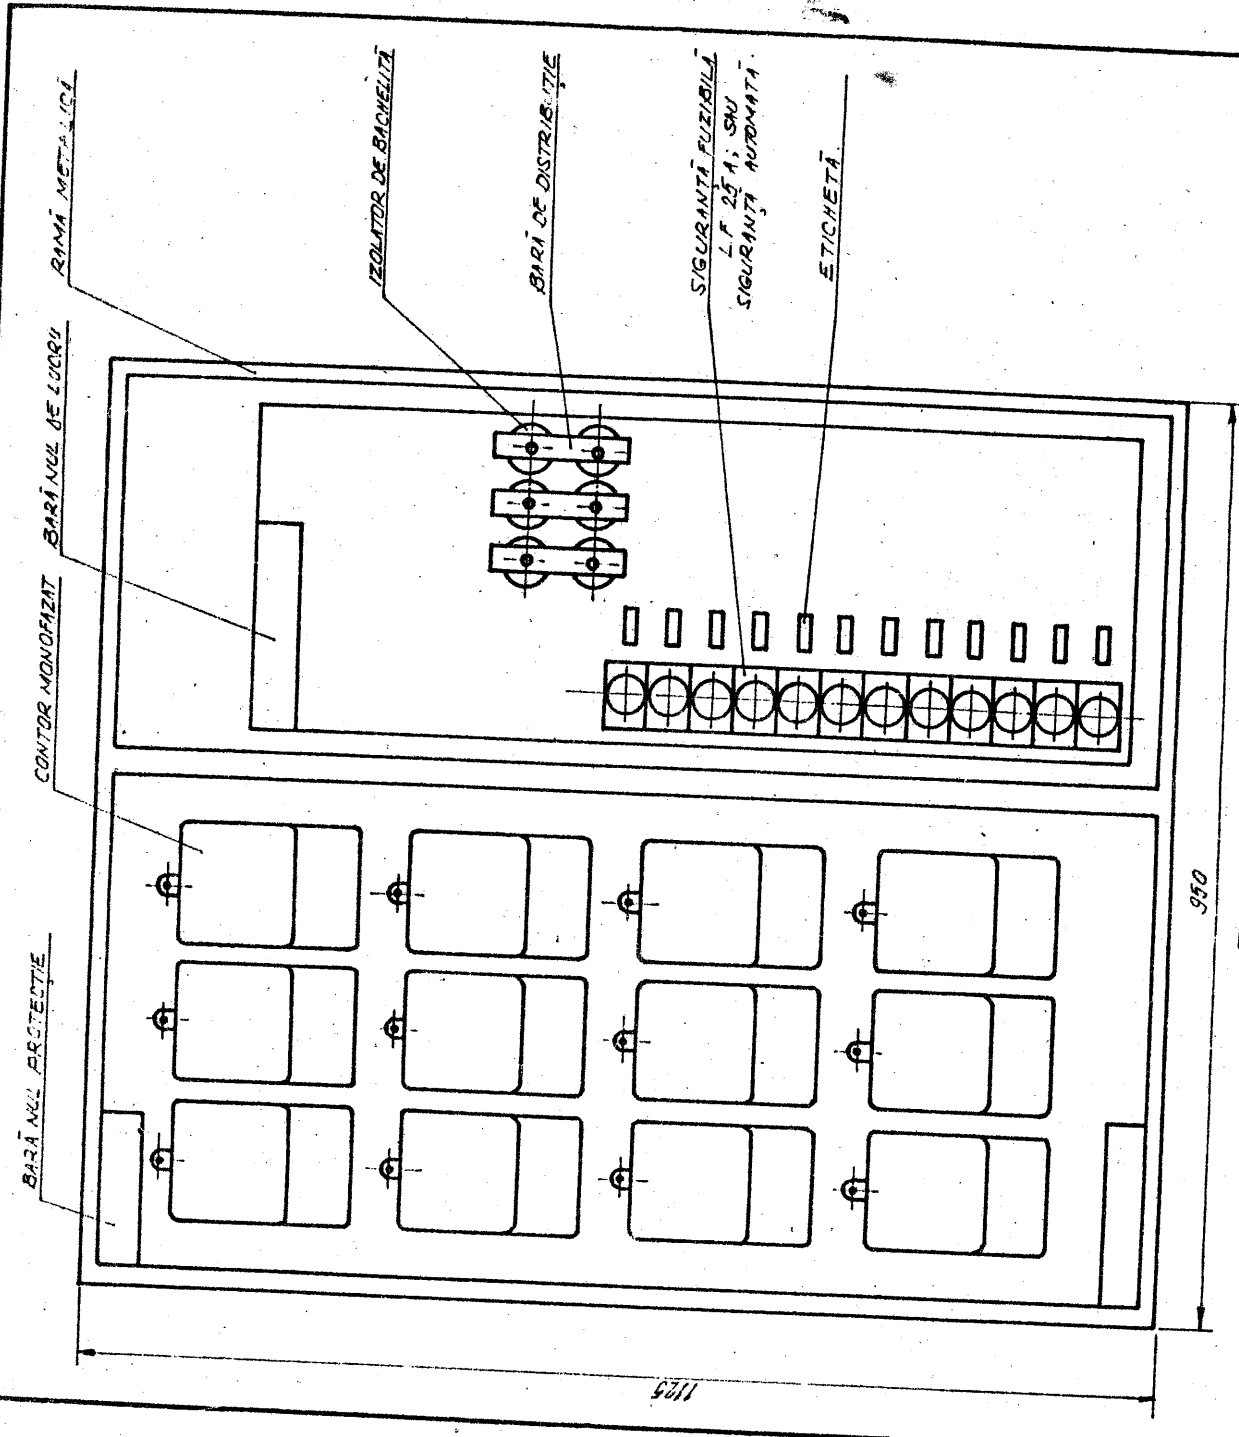 RAMĂ METALICĂ
BARĂ NUL DE LUCRU
CONTOR MONOFAZAT
BARĂ NUL PROTECȚIE
IZOLATOR DE BACHELITĂ
BARĂ DE DISTRIBUȚIE
SIGURANȚĂ FUZIBILĂ
LF 25 A; SAU
SIGURANȚĂ AUTOMATĂ.
ETICHETĂ.
950
1125